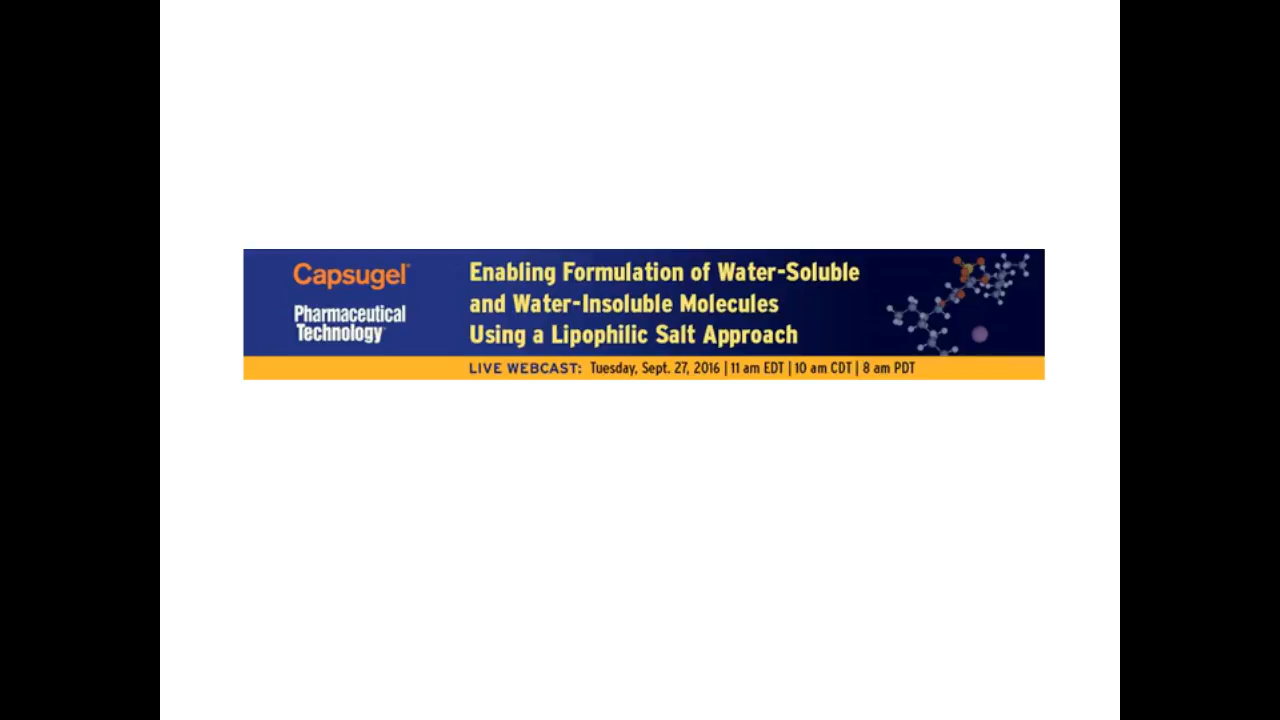 Capsugel
Pharmaceutical
Technology
Enabling Formulation of Water-Soluble
and Water-Insoluble Molecules
Using a Lipophilic Salt Approach
LIVE WEBCAST: Tuesday, Sept. 27, 2016 | 11 am EDT | 10 am CDT | 8 am PDT